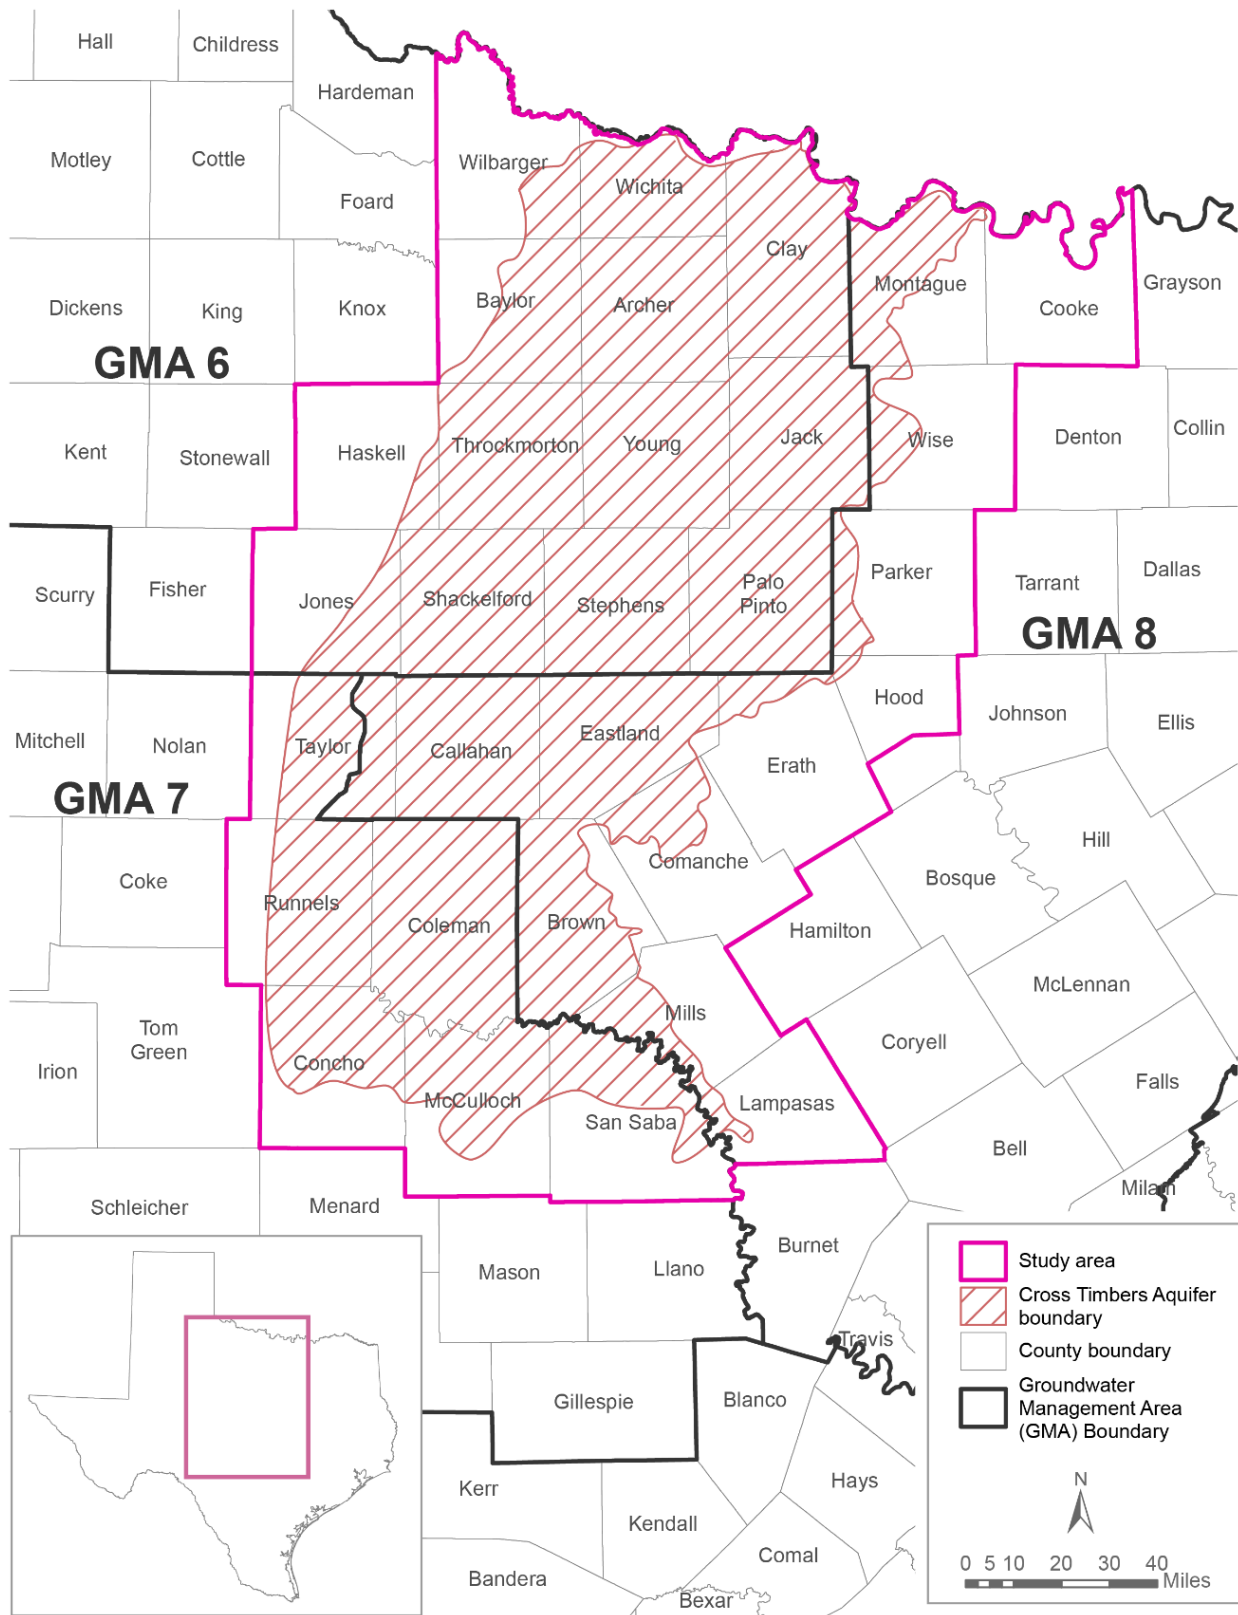 Hall
Childress
Hardeman
Motley
Cottle
Wilbarger
Wichita
Foard
Clay
Montague
Dickens
King
Knox
Baylor
Archer
Cooke
Grayson
GMA 6
Kent
Stonewall
Haskell
Throckmorton
Young
Jack
Wise
Denton
Collin
Scurry
Fisher
Jones
Shackelford
Stephens
Palo
Pinto
Parker
Tarrant
Dallas
GMA 8
Mitchell
Nolan
Taylor
Callahan
Eastland
Erath
Hood
Johnson
Ellis
GMA 7
Coke
Runnels
Coleman
Brown
Comanche
Hamilton
Bosque
Hill
McLennan
Tom
Green
Irion
Concho
McCulloch
San Saba
Mills
Lampasas
Coryell
Falls
Bell
Milam
Schleicher
Menard
Mason
Llano
Burnet
Travis
Gillespie
Blanco
Hays
Kerr
Kendall
Comal
Bandera
Bexar
Study area
Cross Timbers Aquifer
boundary
County boundary
Groundwater
Management Area
(GMA) Boundary
N
0 5 10 20 30 40
Miles